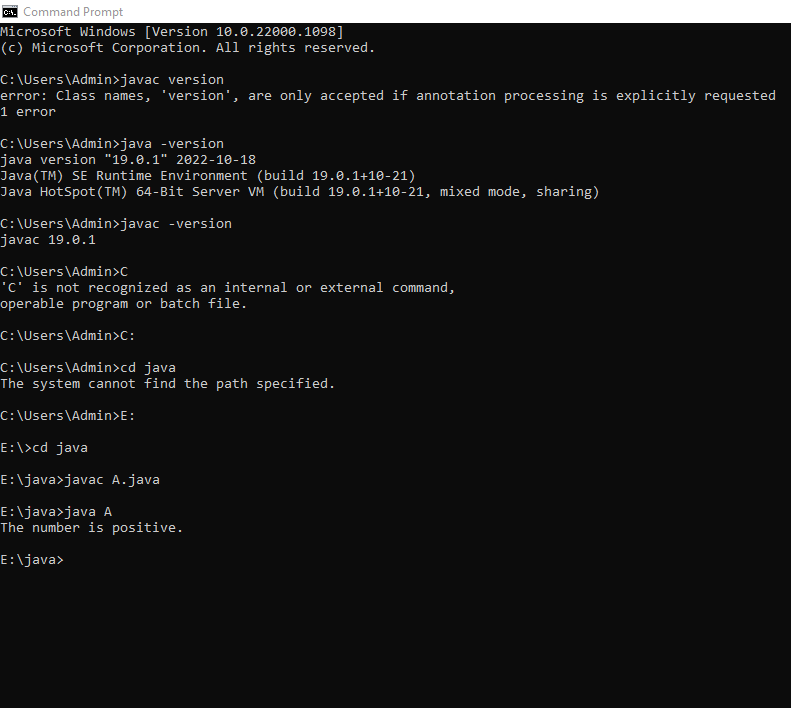 Command Prompt
Microsoft Windows [Version 10.0.22000.1098]
(c) Microsoft Corporation. All rights reserved.
C:\Users\Admin>javac version
error: Class names, 'version', are only accepted if annotation processing is explicitly requested
1 error
C:\Users\Admin>java -version
java version "19.0.1" 2022-10-18
Java(TM) SE Runtime Environment (build 19.0.1+10-21)
Java HotSpot(TM) 64-Bit Server VM (build 19.0.1+10-21, mixed mode, sharing)
C:\Users\Admin>javac -version
javac 19.0.1
C:\Users\Admin>C
'C' is not recognized as an internal or external command,
operable program or batch file.
C:\Users\Admin>C:
C:\Users\Admin>cd java
The system cannot find the path specified.
C:\Users\Admin>E:
E:\>cd java
E:\java>javac A.java
E:\java>java A
The number is positive.
E:\java>